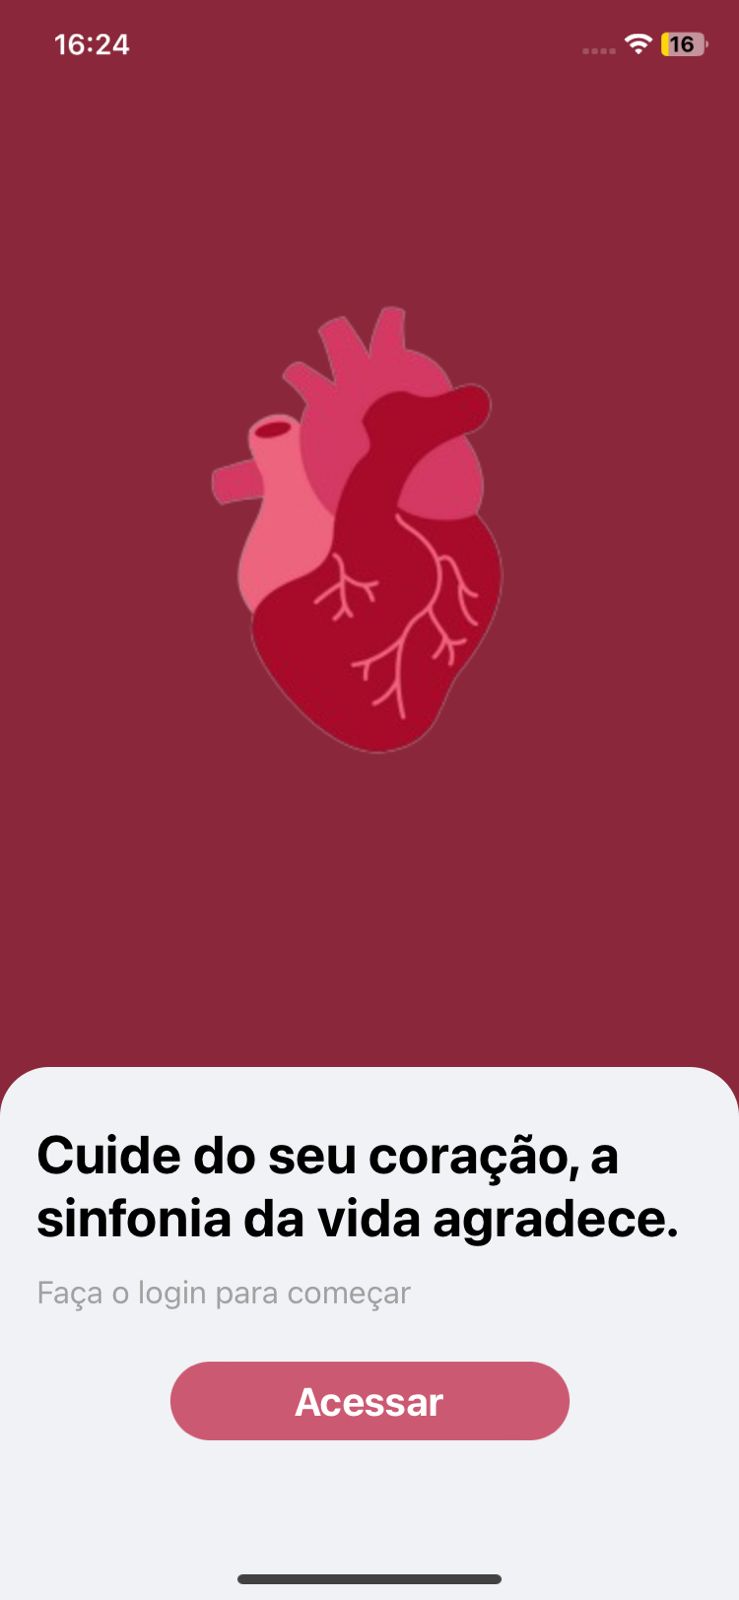 16:24
16
Cuide do seu coração, a
sinfonia da vida agradece.
Faça o login para começar
Acessar